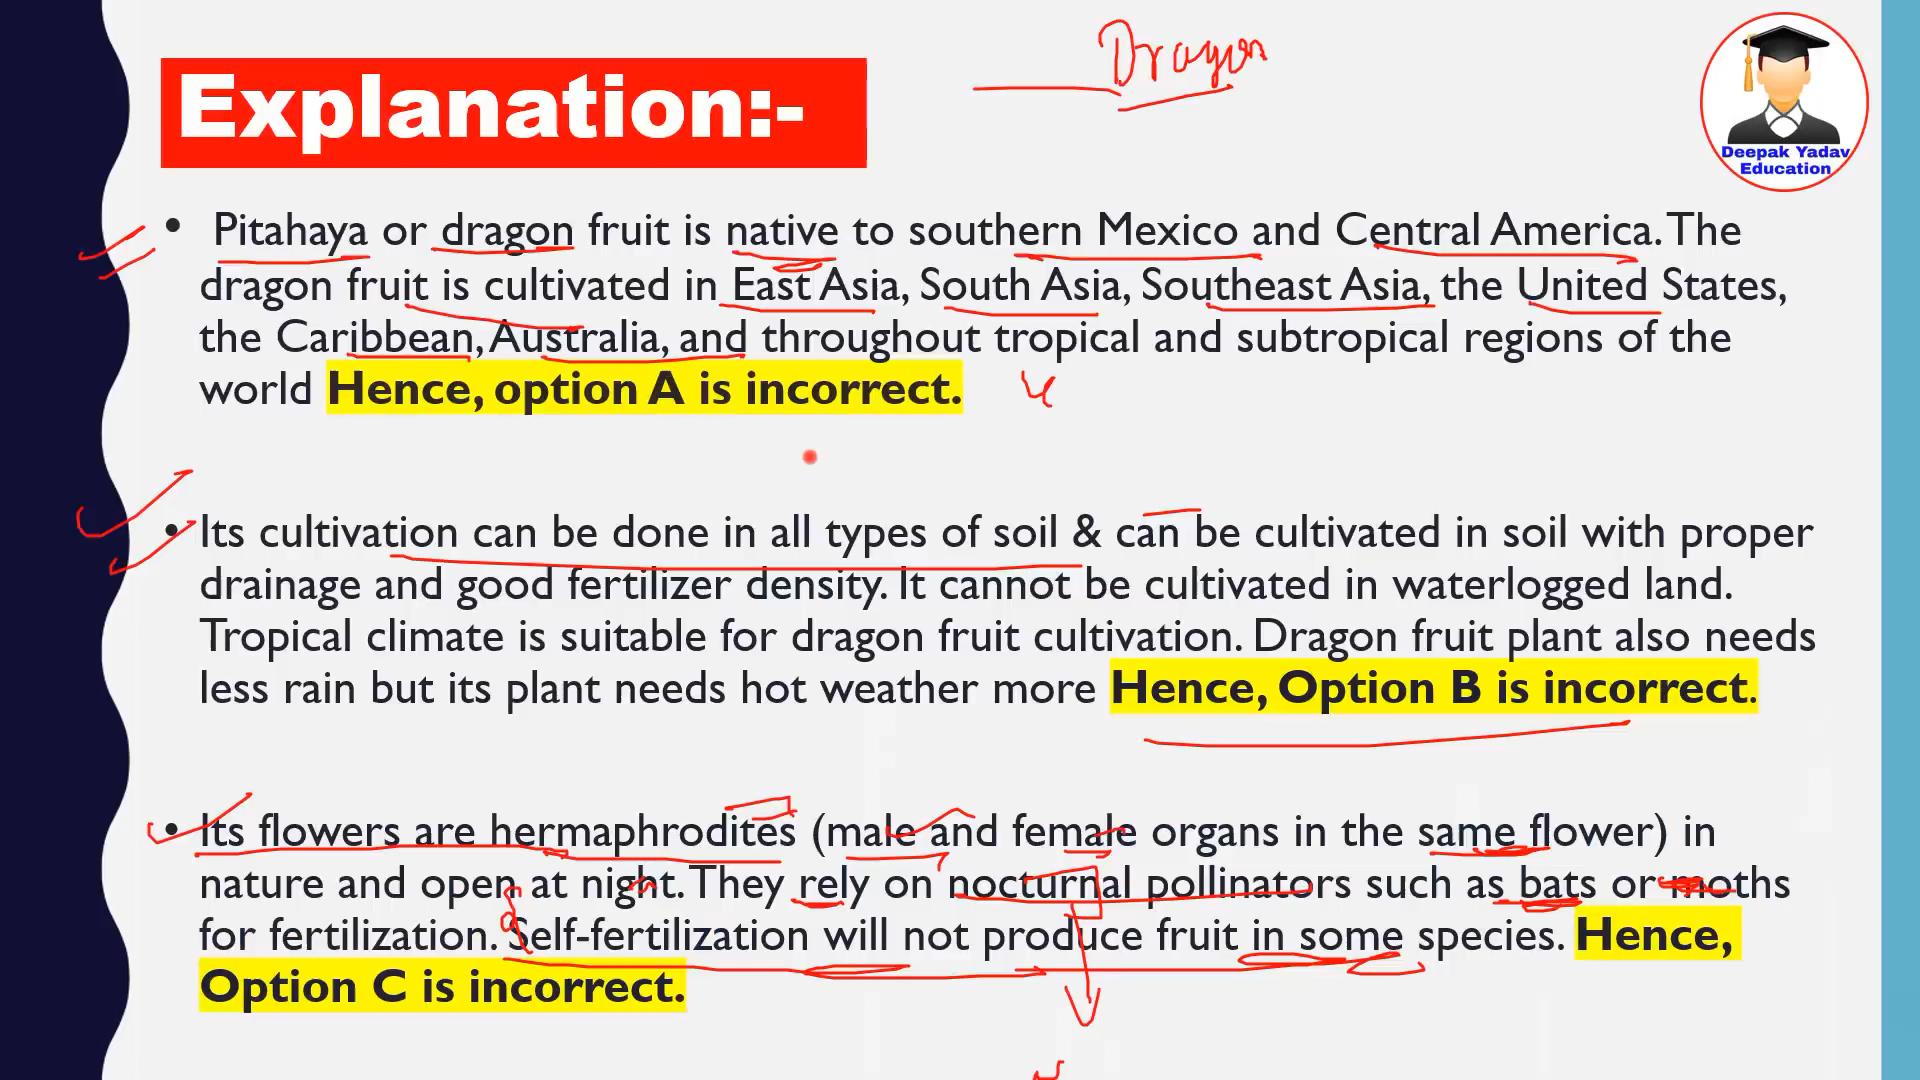 Dragon
Explanation:-
Deepak Yadav
Education
• Pitahaya or dragon fruit is native to southern Mexico and Central America. The
dragon fruit is cultivated in East Asia, South Asia, Southeast Asia, the United States,
the Caribbean, Australia, and throughout tropical and subtropical regions of the
world Hence, option A is incorrect.
• Its cultivation can be done in all types of soil & can be cultivated in soil with proper
drainage and good fertilizer density. It cannot be cultivated in waterlogged land.
Tropical climate is suitable for dragon fruit cultivation. Dragon fruit plant also needs
less rain but its plant needs hot weather more Hence, Option B is incorrect.
• Its flowers are hermaphrodites (male and female organs in the same flower) in
nature and open at night. They rely on nocturnal pollinators such as bats or moths
for fertilization. Self-fertilization will not produce fruit in some species. Hence,
Option C is incorrect.